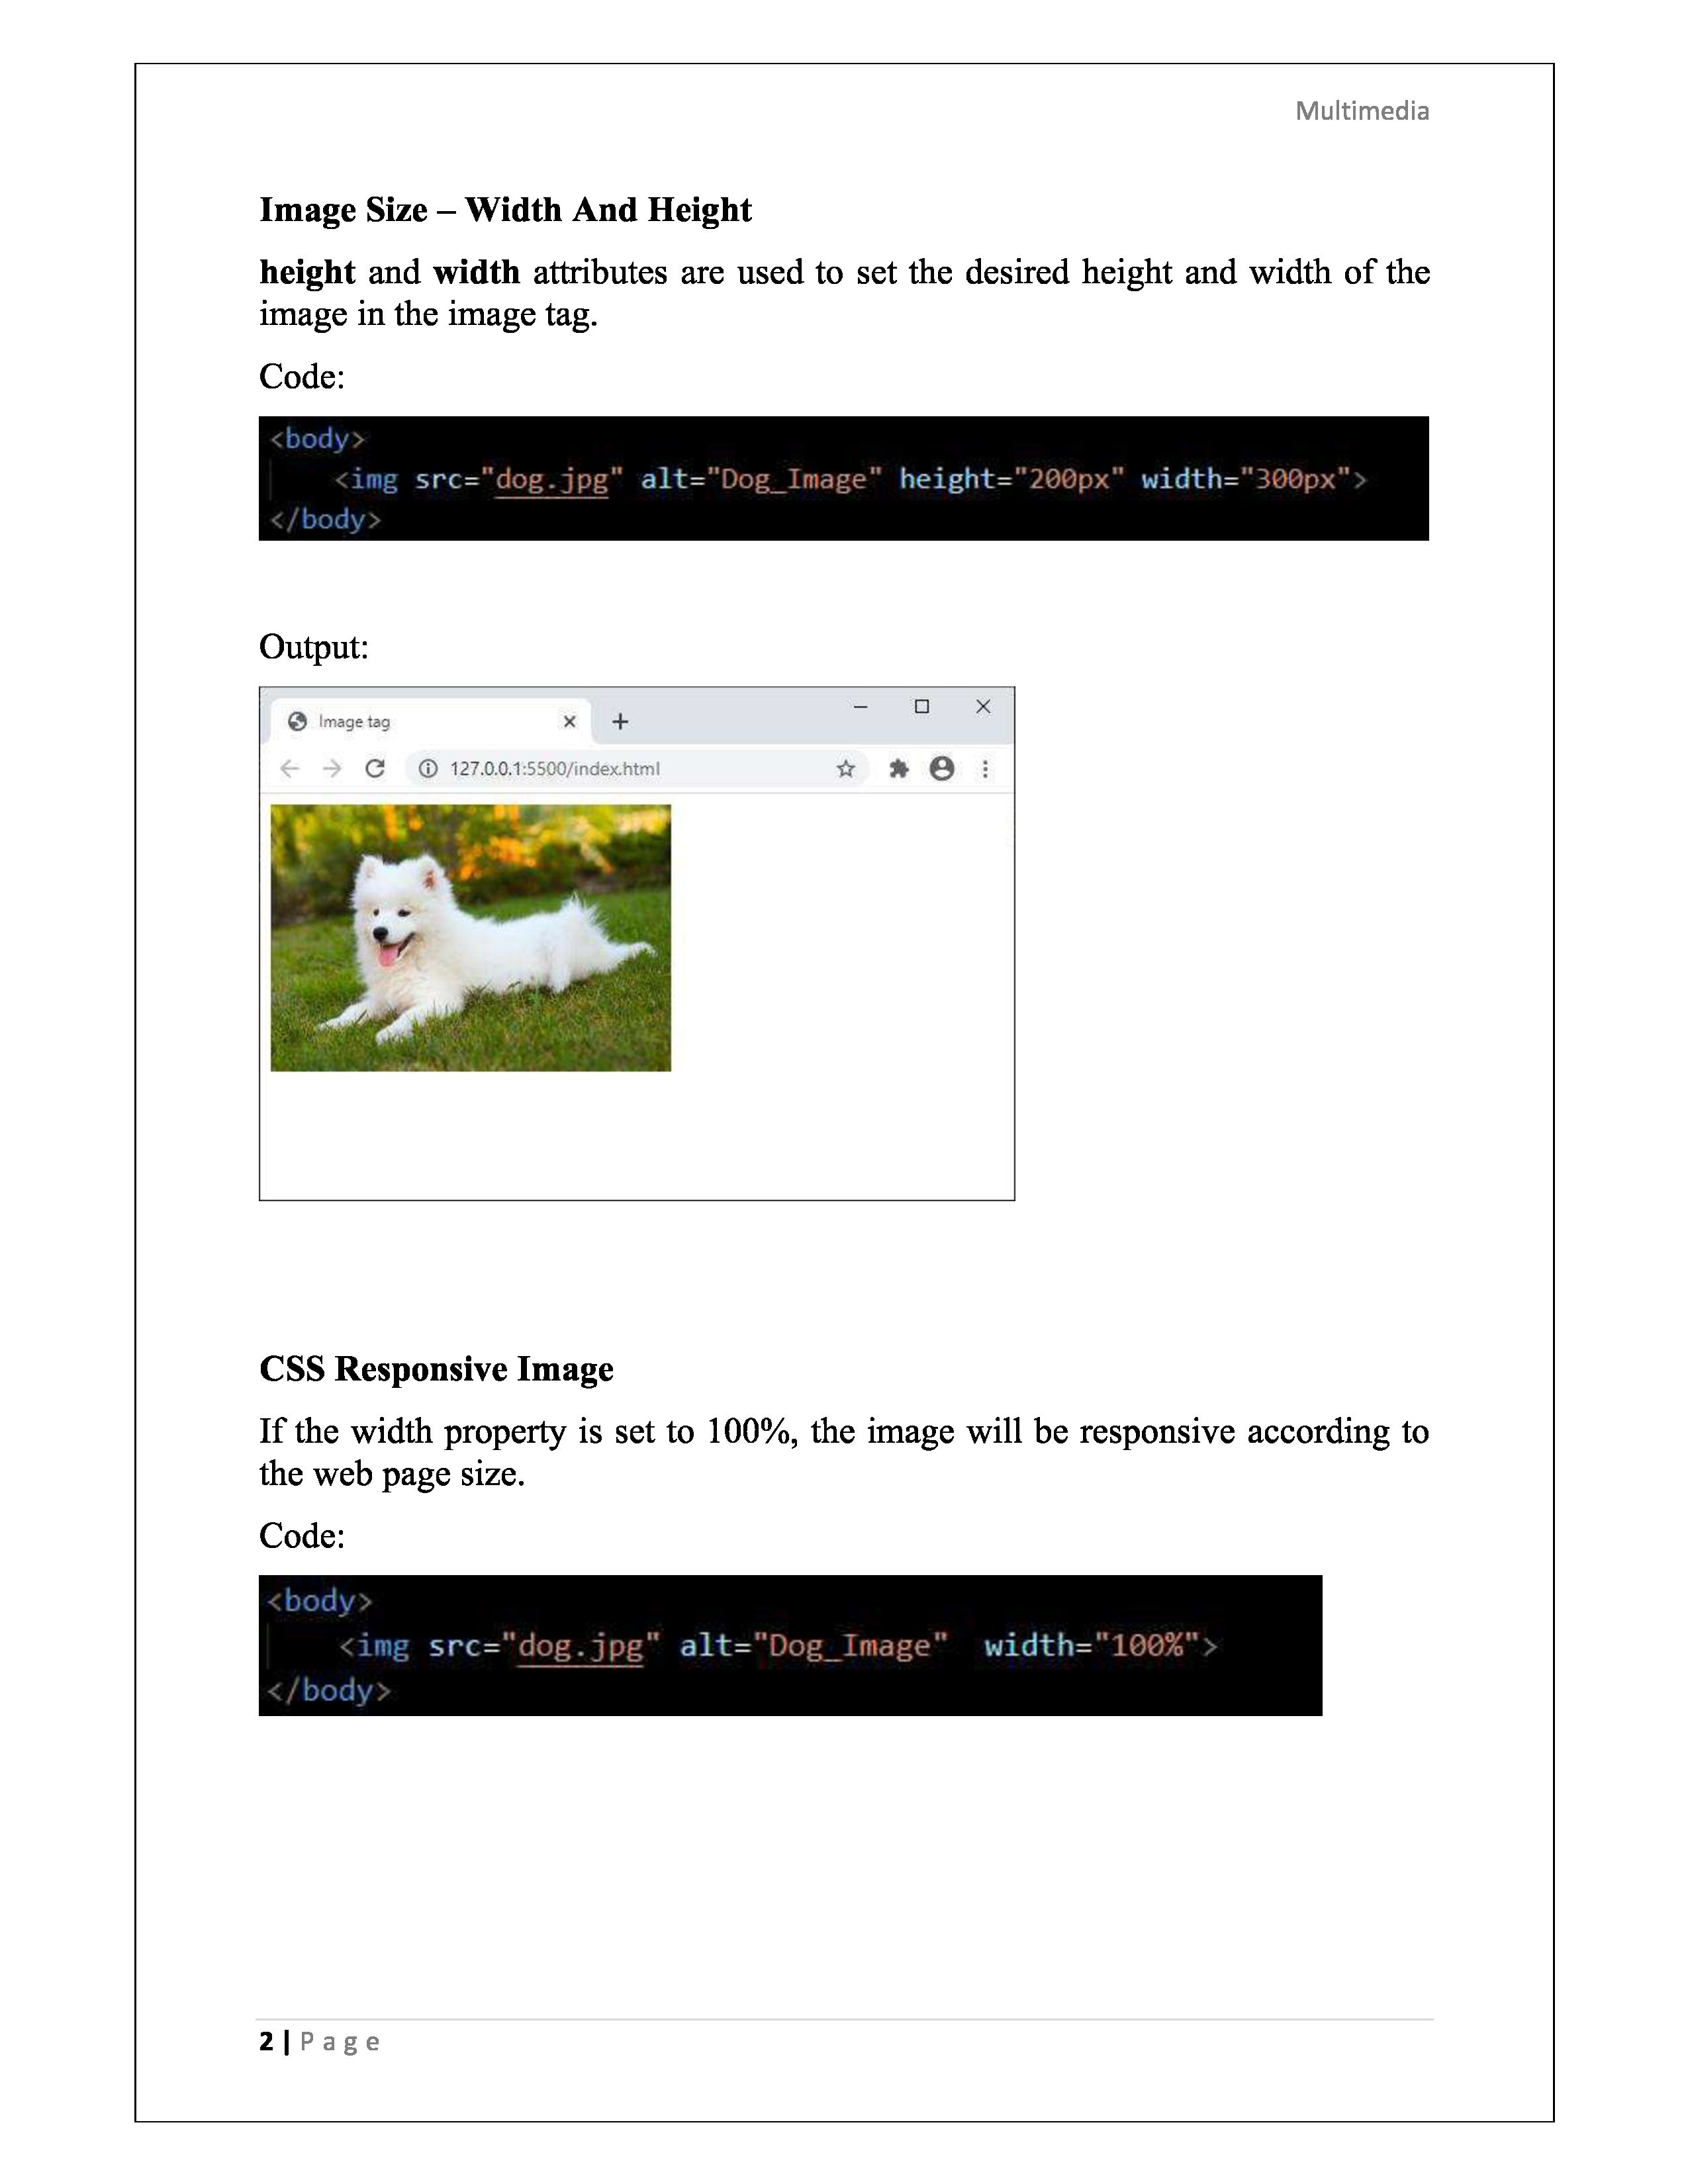 Multimedia
Image Size – Width And Height
height and width attributes are used to set the desired height and width of the
image in the image tag.
Code:
<body>
    <img src="dog.jpg" alt="Dog_Image" height="200px" width="300px">
</body>
Output:
Image tag
127.0.0.1:5500/index.html
CSS Responsive Image
If the width property is set to 100%, the image will be responsive according to
the web page size.
Code:
<body>
    <img src="dog.jpg" alt="Dog_Image"  width="100%">
</body>
2 | P a g e